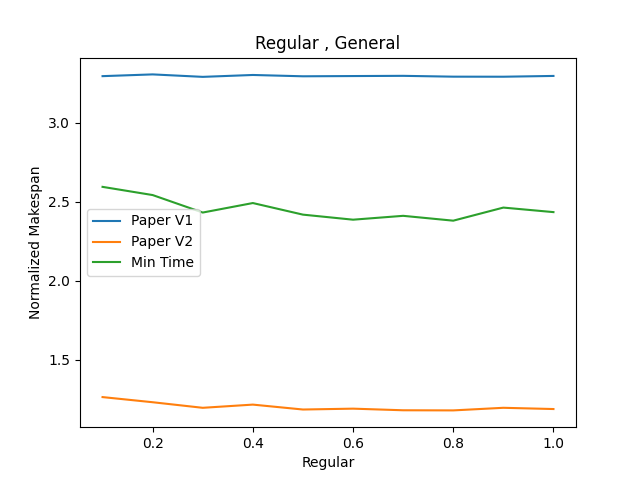 Regular , General
Normalized Makespan
3.0
2.5
2.0
1.5
Paper V1
Paper V2
Min Time
0.2 0.4 0.6 0.8 1.0
Regular